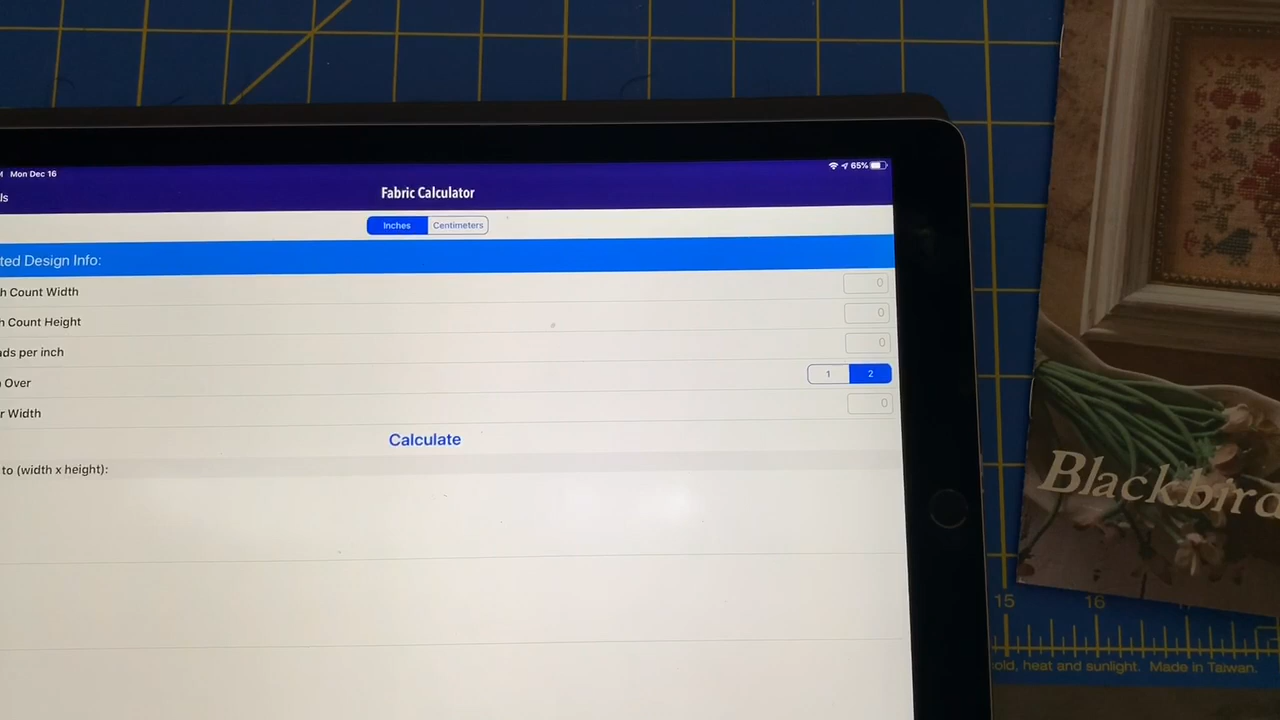 Mon Dec 16
65%
ls
Fabric Calculator
Inches Centimeters
ted Design Info:
h Count Width 0
h Count Height 0
ads per inch 0
Over 1 2
r Width 0
Calculate
to (width x height):
Blackbird
15 16
old, heat and sunlight. Made in Taiwan.